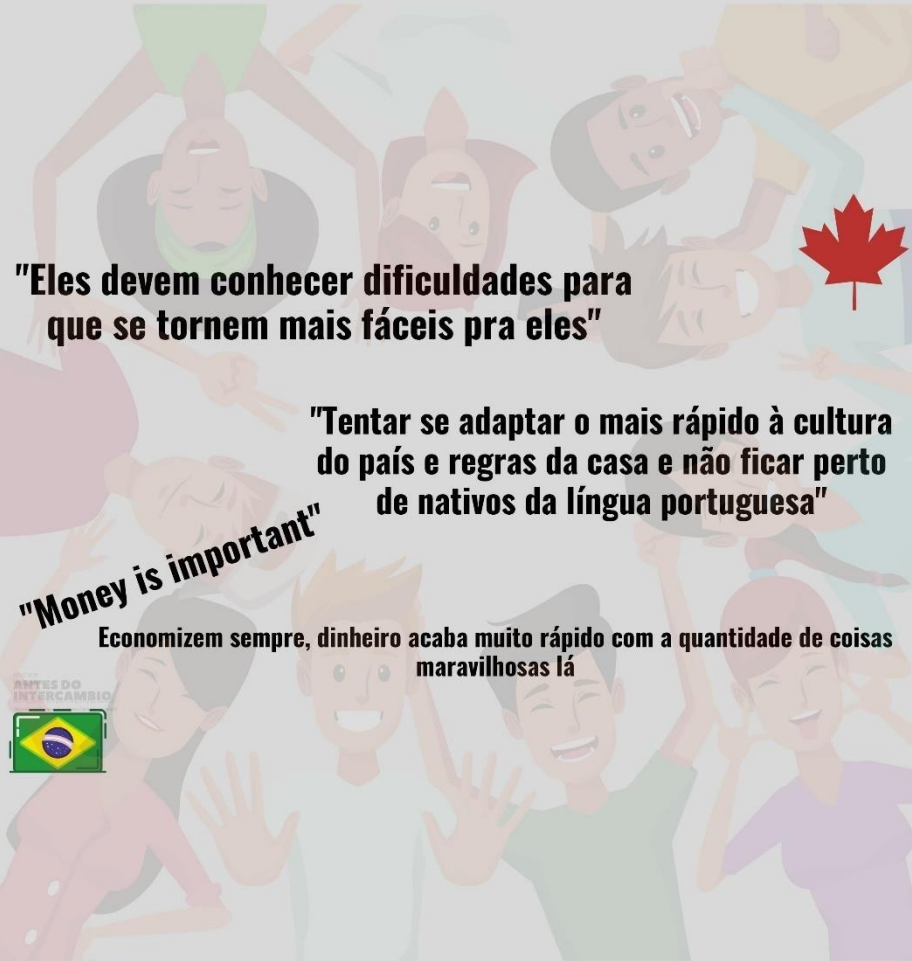 "Eles devem conhecer dificuldades para
que se tornem mais fáceis pra eles"
"Tentar se adaptar o mais rápido à cultura
do país e regras da casa e não ficar perto
de nativos da língua portuguesa"
"Money is important"
Economizem sempre, dinheiro acaba muito rápido com a quantidade de coisas
maravilhosas lá
ANTES DO
INTERCAMBIO